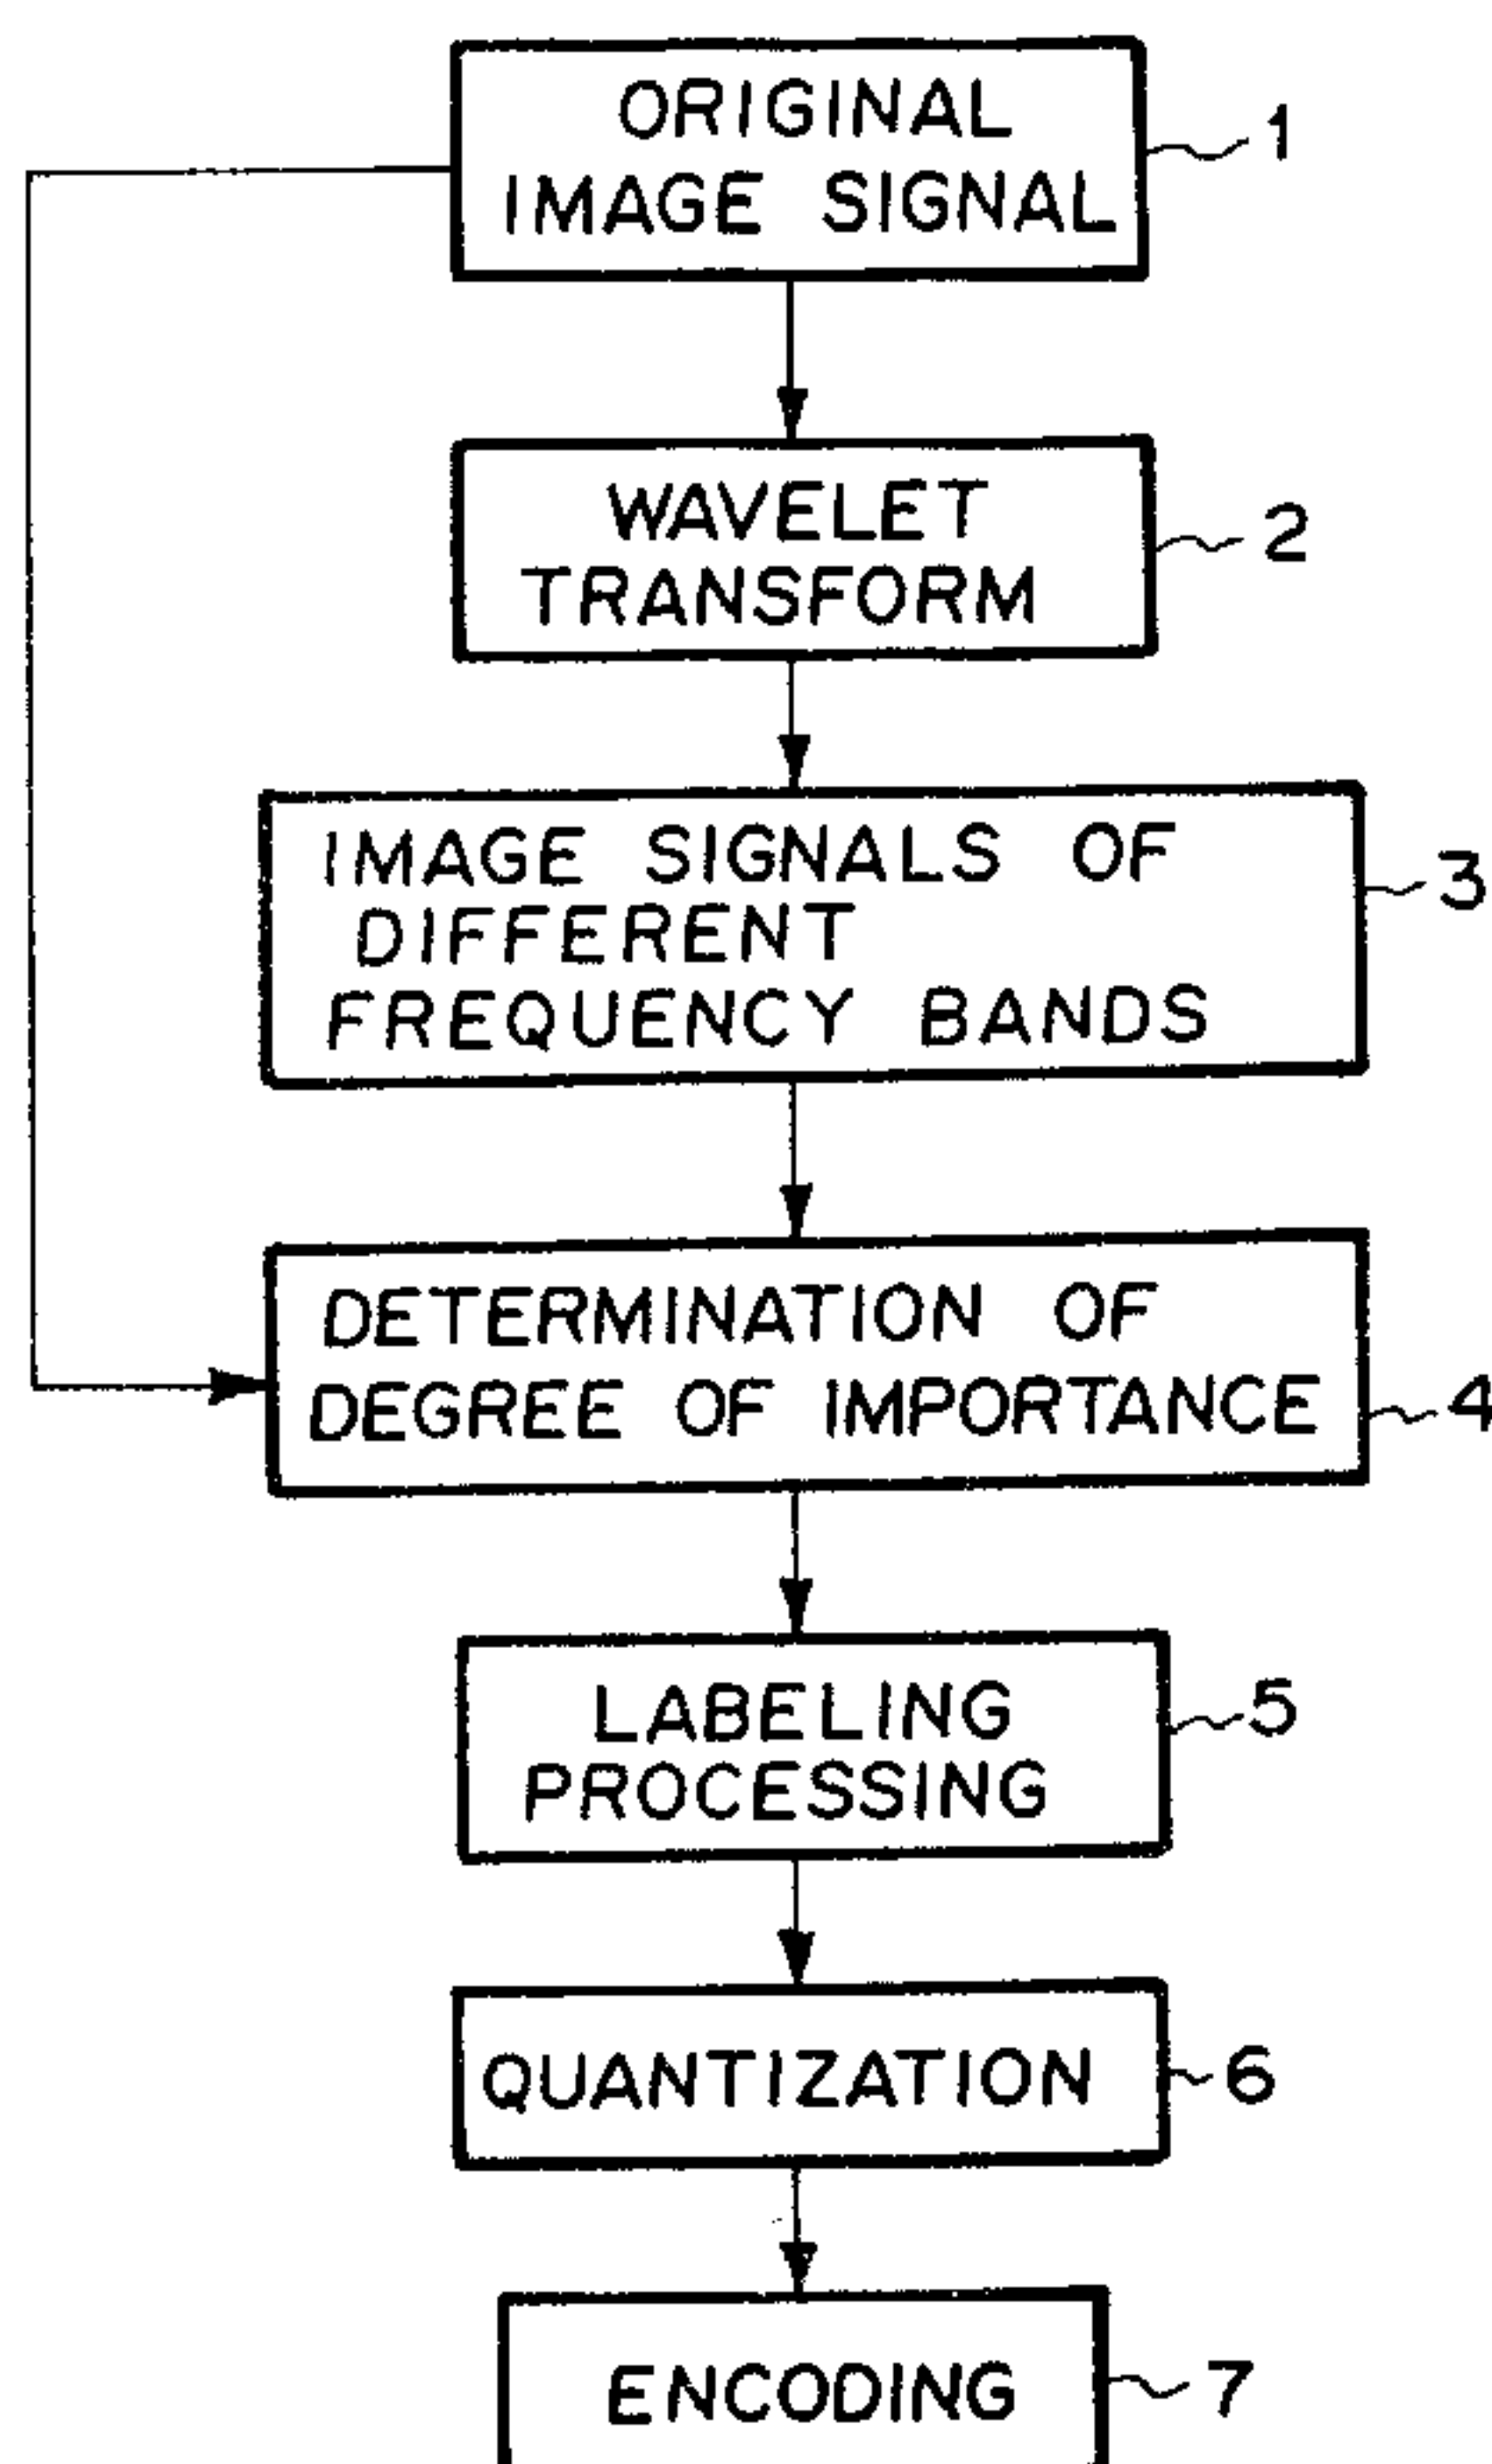 ORIGINAL
IMAGE SIGNAL
1
WAVELET
TRANSFORM
2
IMAGE SIGNALS OF
DIFFERENT
FREQUENCY BANDS
3
DETERMINATION OF
DEGREE OF IMPORTANCE
4
LABELING
PROCESSING
5
QUANTIZATION
6
ENCODING
7